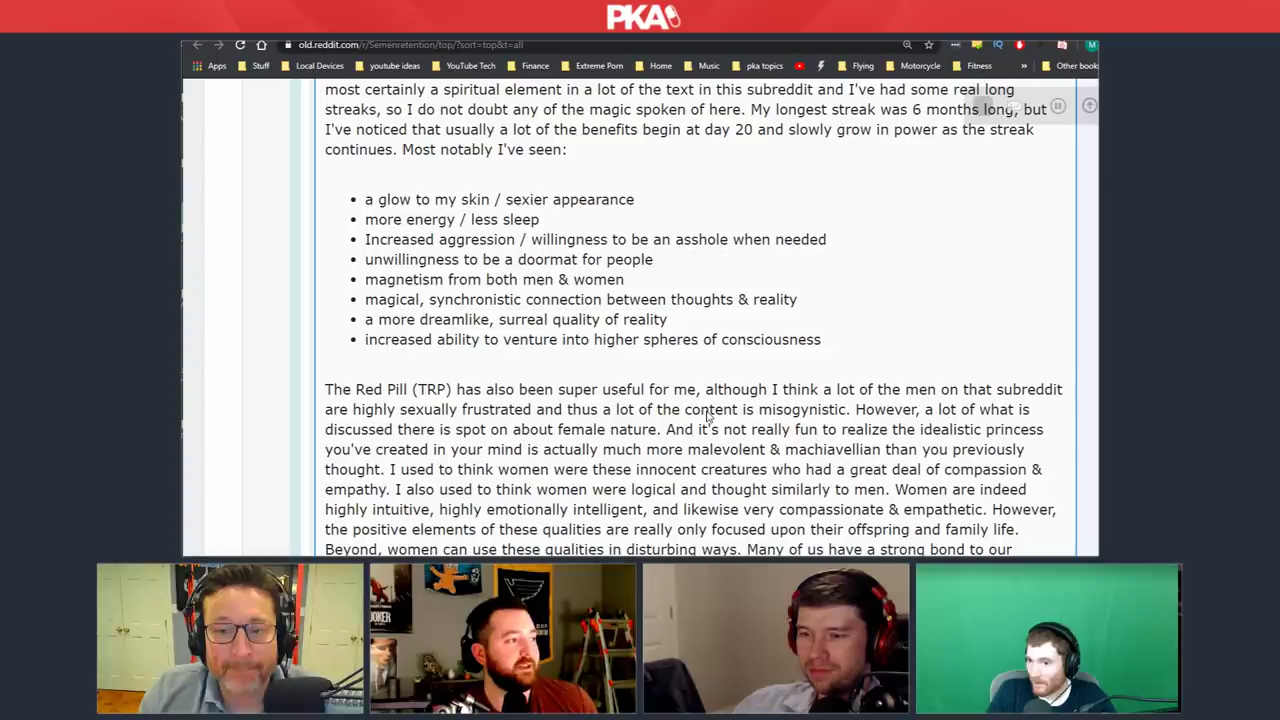 PKA
old.reddit.com/r/Semenretention/top/?sort=top&t=all
Apps Stuff Local Devices youtube ideas YouTube Tech Finance Extreme Porn Home Music pka topics Flying Motorcycle Fitness » Other book
most certainly a spiritual element in a lot of the text in this subreddit and I've had some real long
streaks, so I do not doubt any of the magic spoken of here. My longest streak was 6 months long, but
I've noticed that usually a lot of the benefits begin at day 20 and slowly grow in power as the streak
continues. Most notably I've seen:
• a glow to my skin / sexier appearance
• more energy / less sleep
• Increased aggression / willingness to be an asshole when needed
• unwillingness to be a doormat for people
• magnetism from both men & women
• magical, synchronistic connection between thoughts & reality
• a more dreamlike, surreal quality of reality
• increased ability to venture into higher spheres of consciousness
The Red Pill (TRP) has also been super useful for me, although I think a lot of the men on that subreddit
are highly sexually frustrated and thus a lot of the content is misogynistic. However, a lot of what is
discussed there is spot on about female nature. And it's not really fun to realize the idealistic princess
you've created in your mind is actually much more malevolent & machiavellian than you previously
thought. I used to think women were these innocent creatures who had a great deal of compassion &
empathy. I also used to think women were logical and thought similarly to men. Women are indeed
highly intuitive, highly emotionally intelligent, and likewise very compassionate & empathetic. However,
the positive elements of these qualities are really only focused upon their offspring and family life.
Beyond, women can use these qualities in disturbing ways. Many of us have a strong bond to our
OKER